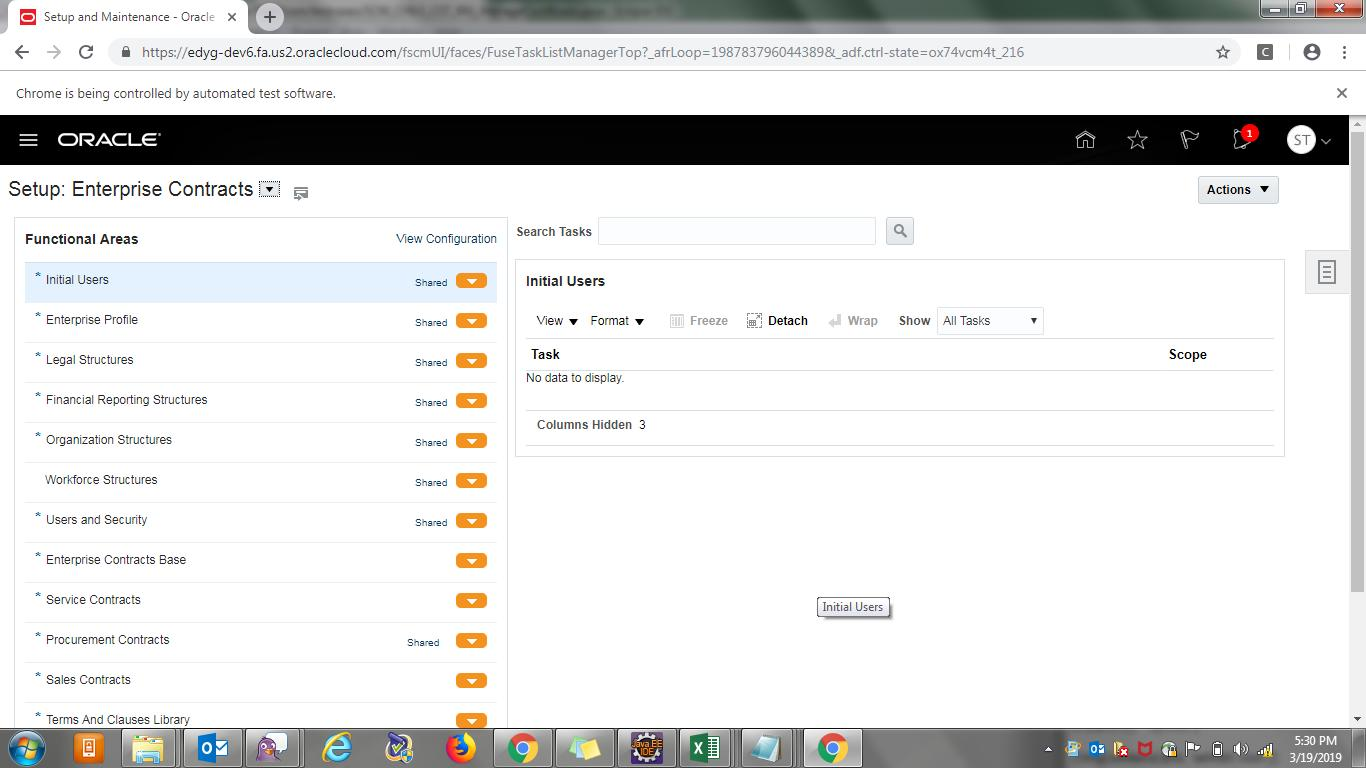 Setup and Maintenance - Oracle
https://edyg-dev6.fa.us2.oraclecloud.com/fscmUI/faces/FuseTaskListManagerTop?_afrLoop=198783796044389&_adf.ctrl-state=ox74vcm4t_216
C
Chrome is being controlled by automated test software.
ORACLE
1
ST
Setup: Enterprise Contracts
Actions
Functional Areas
View Configuration
* Initial Users Shared
* Enterprise Profile Shared
* Legal Structures Shared
* Financial Reporting Structures Shared
* Organization Structures Shared
Workforce Structures Shared
* Users and Security Shared
* Enterprise Contracts Base
* Service Contracts
* Procurement Contracts Shared
* Sales Contracts
* Terms And Clauses Library
Search Tasks
Initial Users
View Format Freeze Detach Wrap Show All Tasks
Task Scope
No data to display.
Columns Hidden 3
Initial Users
Java EE
IDE
5:30 PM
3/19/2019